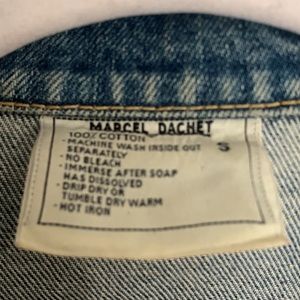 MARCEL DACHET
100% COTTON
- MACHINE WASH INSIDE OUT
SEPARATELY
S
- NO BLEACH
- IMMERSE AFTER SOAP
HAS DISSOLVED
- DRIP DRY OR
TUMBLE DRY WARM
- HOT IRON